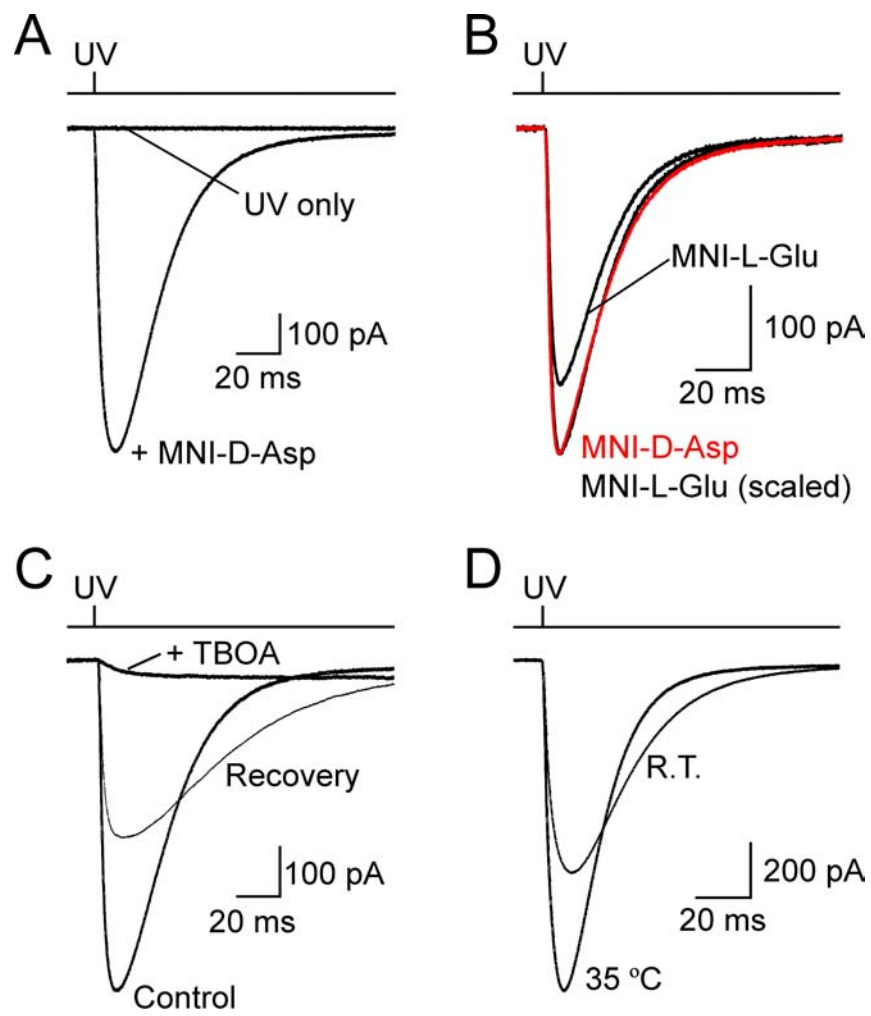 A
UV
UV only
100 pA
20 ms
+ MNI-D-Asp
B
UV
MNI-L-Glu
100 pA
20 ms
MNI-D-Asp
MNI-L-Glu (scaled)
C
UV
+ TBOA
Recovery
100 pA
20 ms
Control
D
UV
R.T.
200 pA
20 ms
35 ºC